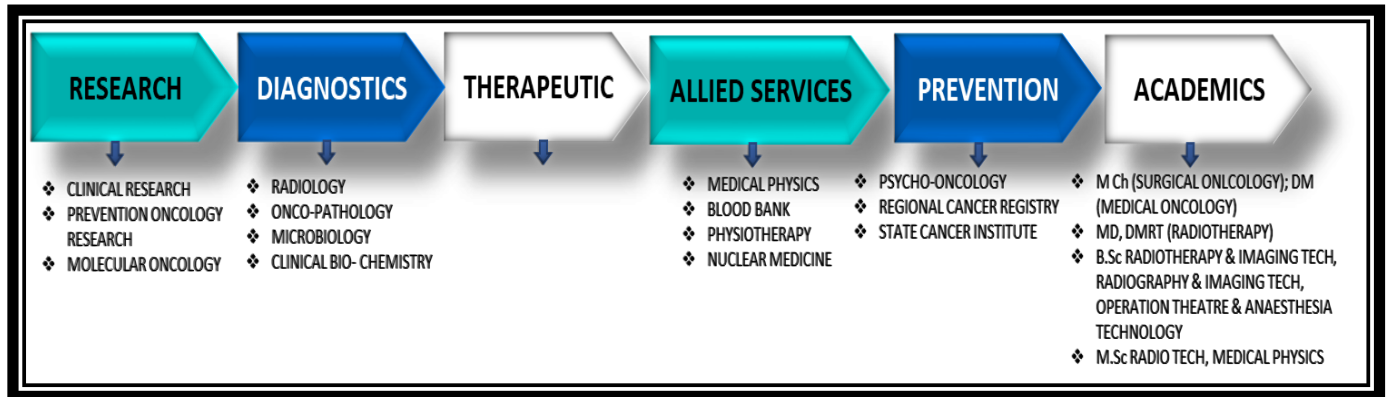 RESEARCH
DIAGNOSTICS
THERAPEUTIC
ALLIED SERVICES
PREVENTION
ACADEMICS
❖ CLINICAL RESEARCH
❖ PREVENTION ONCOLOGY
RESEARCH
❖ MOLECULAR ONCOLOGY
❖ RADIOLOGY
❖ ONCO-PATHOLOGY
❖ MICROBIOLOGY
❖ CLINICAL BIO- CHEMISTRY
❖ MEDICAL PHYSICS
❖ BLOOD BANK
❖ PHYSIOTHERAPY
❖ NUCLEAR MEDICINE
❖ PSYCHO-ONCOLOGY
❖ REGIONAL CANCER REGISTRY
❖ STATE CANCER INSTITUTE
❖ M Ch (SURGICAL ONLCOLOGY); DM
(MEDICAL ONCOLOGY)
❖ MD, DMRT (RADIOTHERAPY)
❖ B.Sc RADIOTHERAPY & IMAGING TECH,
RADIOGRAPHY & IMAGING TECH,
OPERATION THEATRE & ANAESTHESIA
TECHNOLOGY
❖ M.Sc RADIO TECH, MEDICAL PHYSICS